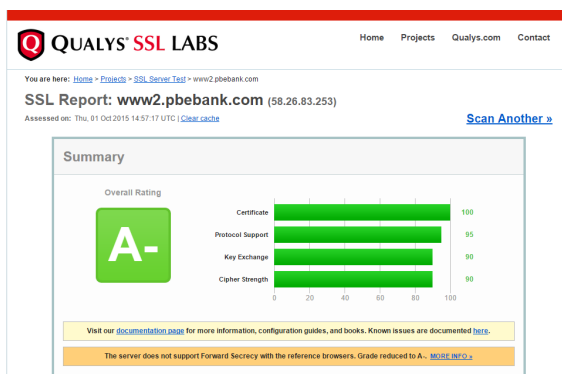 QUALYS® SSL LABS
Home Projects Qualys.com Contact
You are here: Home > Projects > SSL Server Test > www2.pbebank.com
SSL Report: www2.pbebank.com (58.26.83.253)
Assessed on: Thu, 01 Oct 2015 14:57:17 UTC | Clear cache
Scan Another »
Summary
Overall Rating
A-
Certificate 100
Protocol Support 95
Key Exchange 90
Cipher Strength 90
0 20 40 60 80 100
Visit our documentation page for more information, configuration guides, and books. Known issues are documented here.
The server does not support Forward Secrecy with the reference browsers. Grade reduced to A-. MORE INFO »